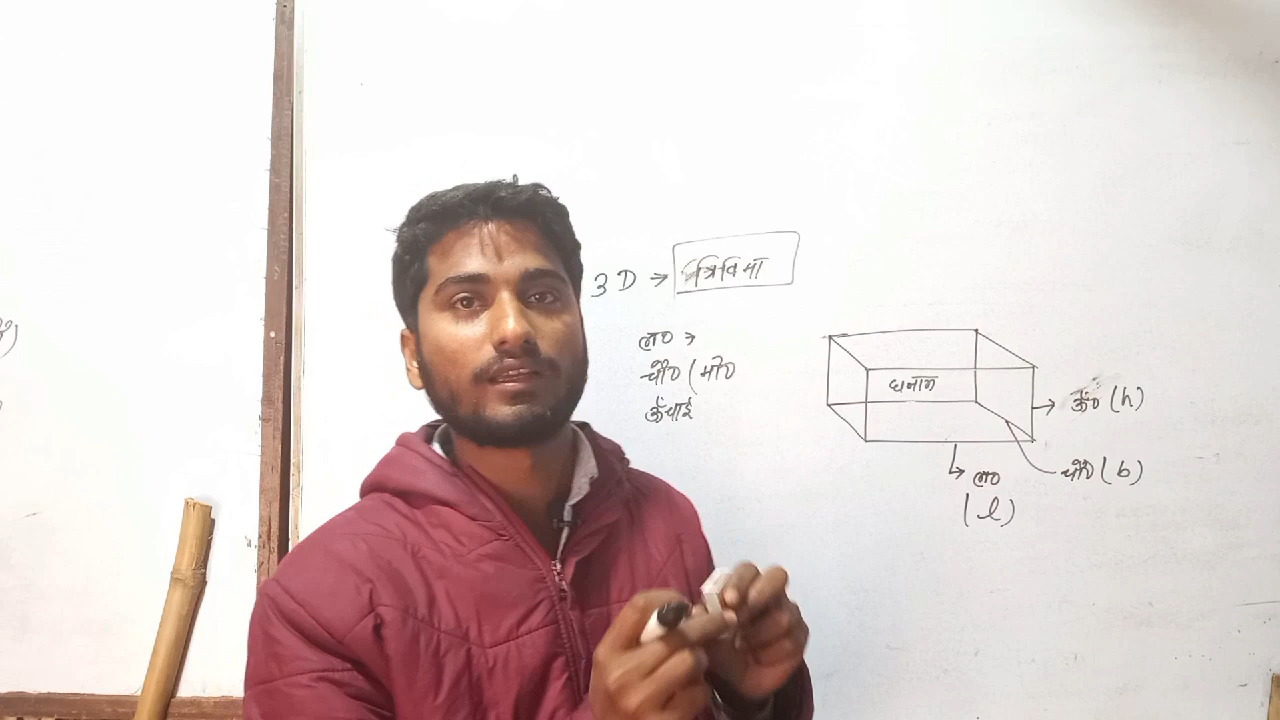 3D → त्रिविमा
ल० →
चौ० (मो०
ऊँचाई
घनाभ
ऊँ० (h)
चौ० (b)
ल०
(l)